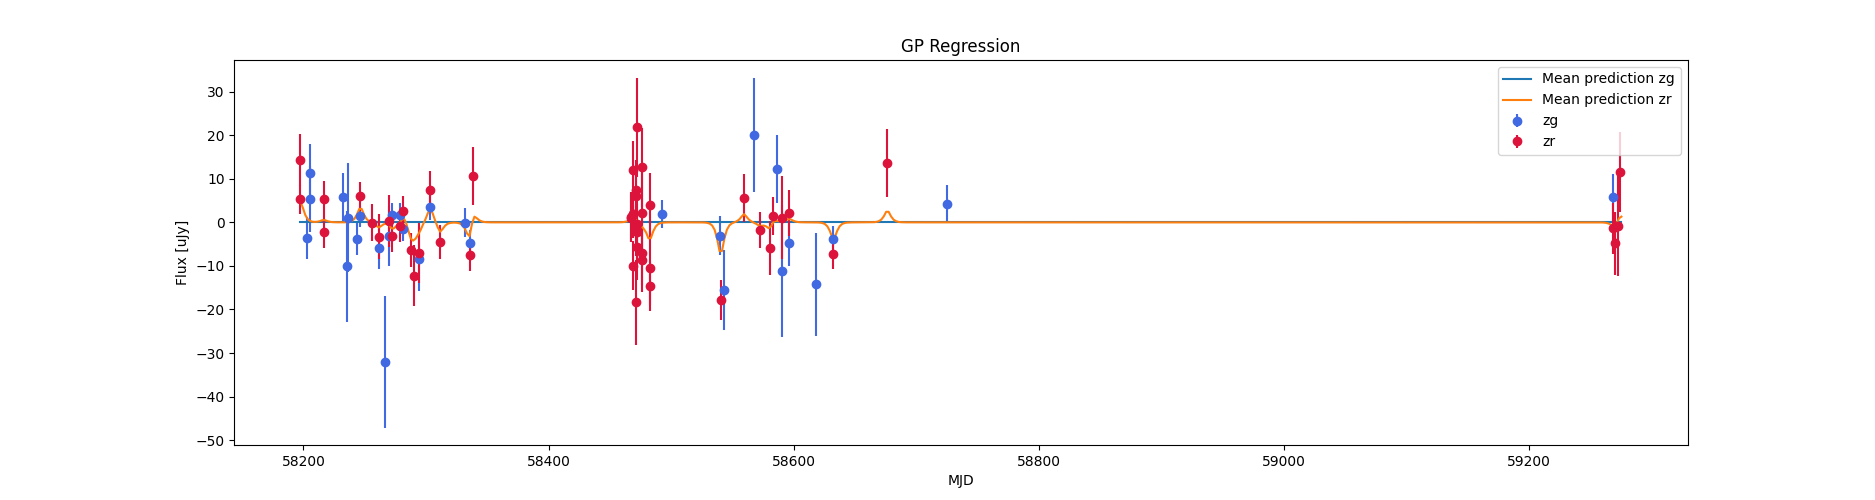 GP Regression
Flux [uJy]
30
20
10
0
−10
−20
−30
−40
−50
Mean prediction zg
Mean prediction zr
zg
zr
58200 58400 58600 58800 59000 59200
MJD